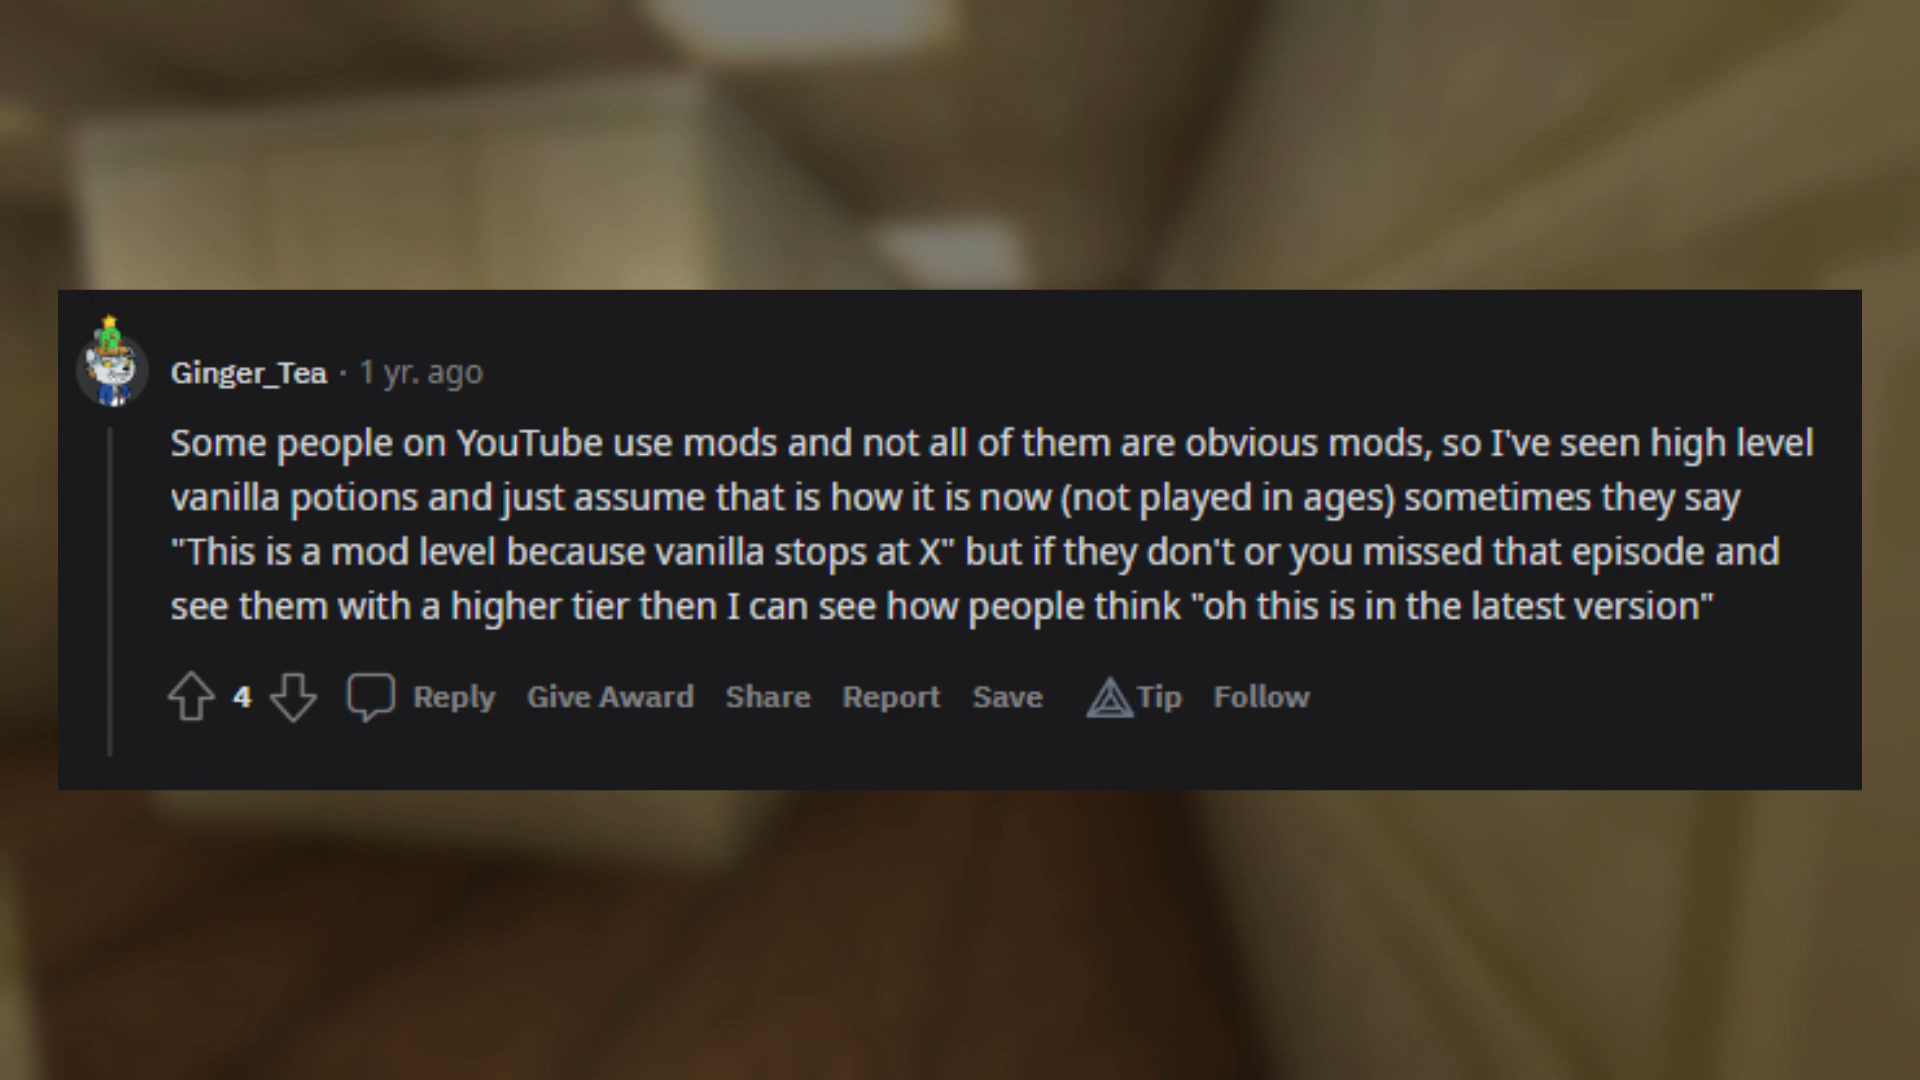 Ginger_Tea · 1 yr. ago
Some people on YouTube use mods and not all of them are obvious mods, so I've seen high level
vanilla potions and just assume that is how it is now (not played in ages) sometimes they say
"This is a mod level because vanilla stops at X" but if they don't or you missed that episode and
see them with a higher tier then I can see how people think "oh this is in the latest version"
4 Reply Give Award Share Report Save Tip Follow